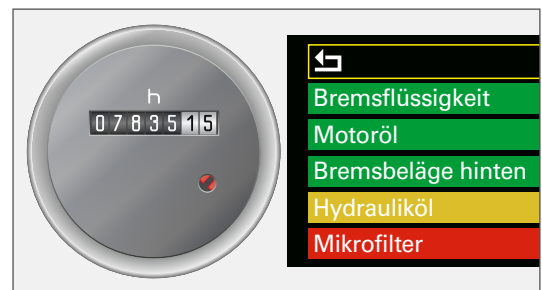 h
0783515
Bremsflüssigkeit
Motoröl
Bremsbeläge hinten
Hydrauliköl
Mikrofilter